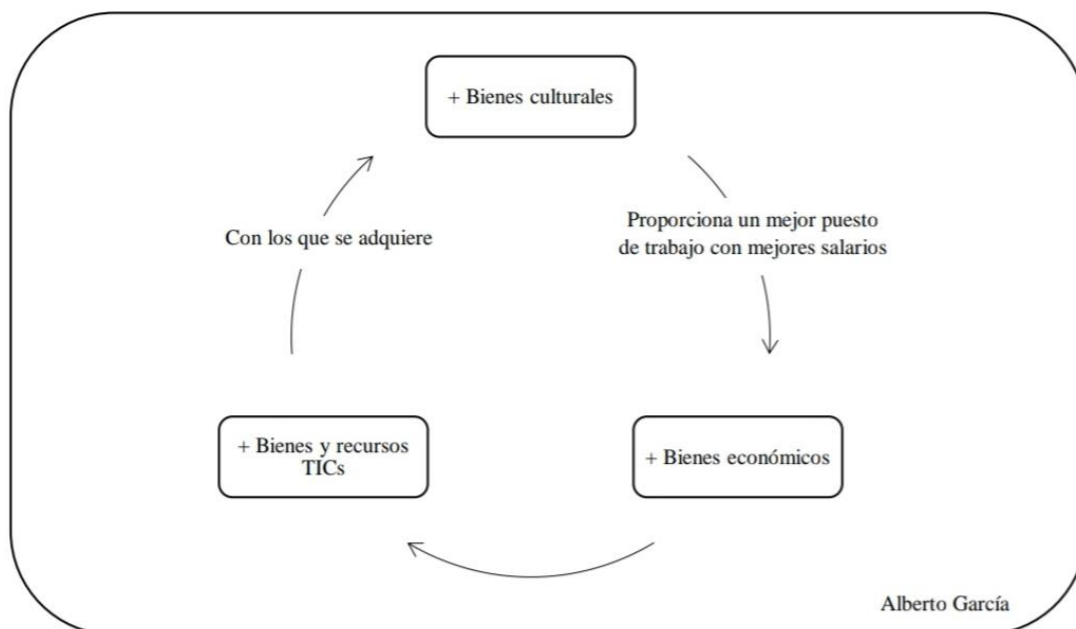 + Bienes culturales
Con los que se adquiere
Proporciona un mejor puesto
de trabajo con mejores salarios
+ Bienes y recursos
TICs
+ Bienes económicos
Alberto García